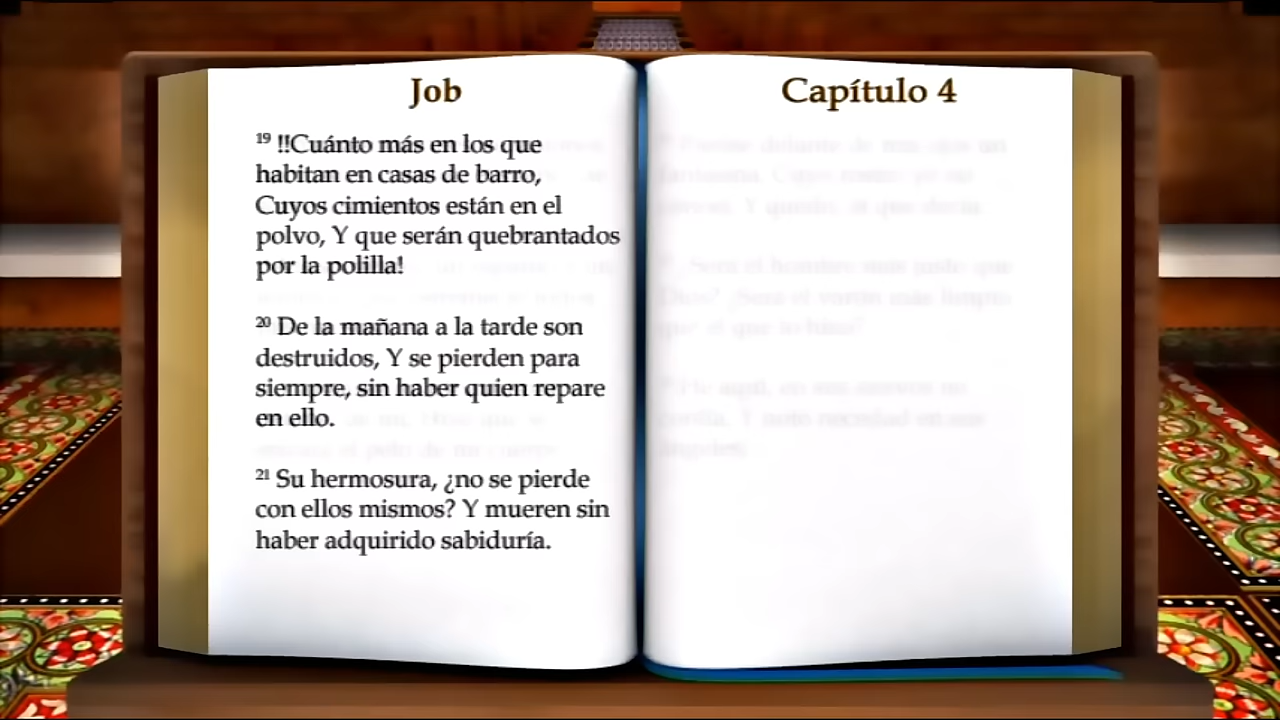 Job
19 !!Cuánto más en los que
habitan en casas de barro,
Cuyos cimientos están en el
polvo, Y que serán quebrantados
por la polilla!
20 De la mañana a la tarde son
destruidos, Y se pierden para
siempre, sin haber quien repare
en ello.
21 Su hermosura, ¿no se pierde
con ellos mismos? Y mueren sin
haber adquirido sabiduría.
Capítulo 4